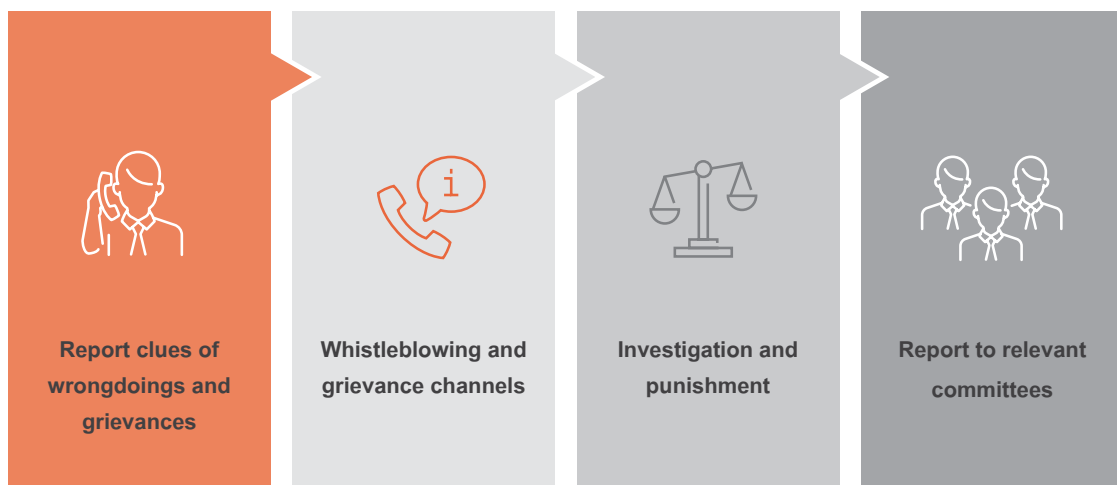 i
Report clues of
wrongdoings and
grievances
Whistleblowing and
grievance channels
Investigation and
punishment
Report to relevant
committees